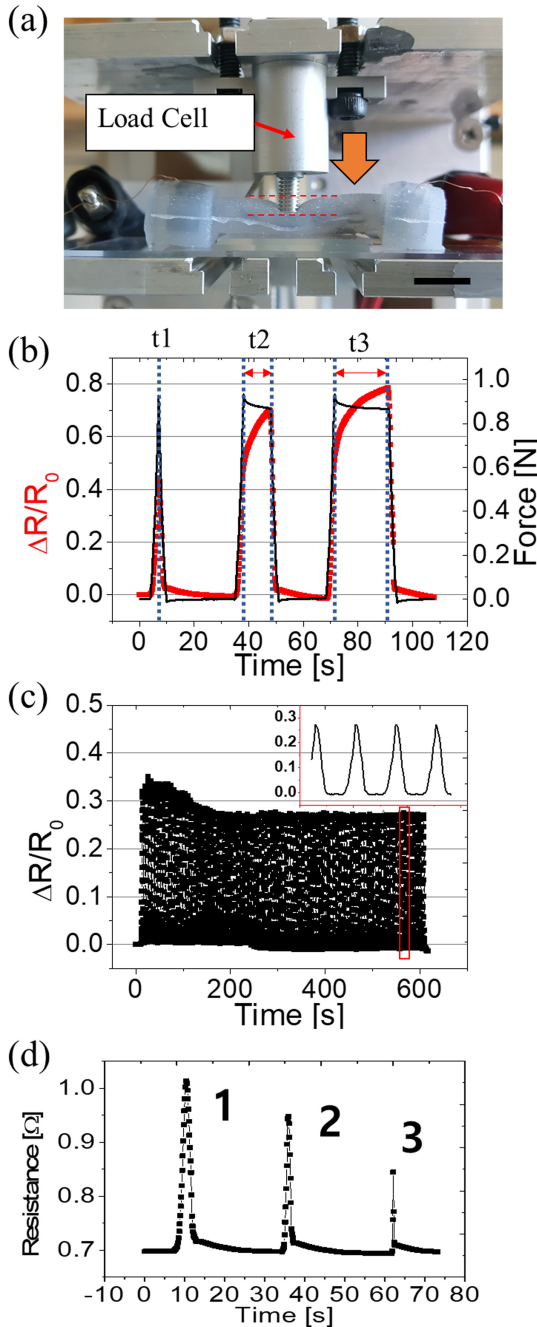 (a)
Load Cell
(b)
t1 t2 t3
0.8
0.6
0.4
0.2
0.0
ΔR/R0
1.0
0.8
0.6
0.4
0.2
0.0
Force [N]
0 20 40 60 80 100 120
Time [s]
(c)
0.5
0.4
0.3
0.2
0.1
0.0
ΔR/R0
0.3
0.2
0.1
0.0
0 200 400 600
Time [s]
(d)
1.0
0.9
0.8
0.7
Resistance [Ω]
1 2 3
-10 0 10 20 30 40 50 60 70 80
Time [s]